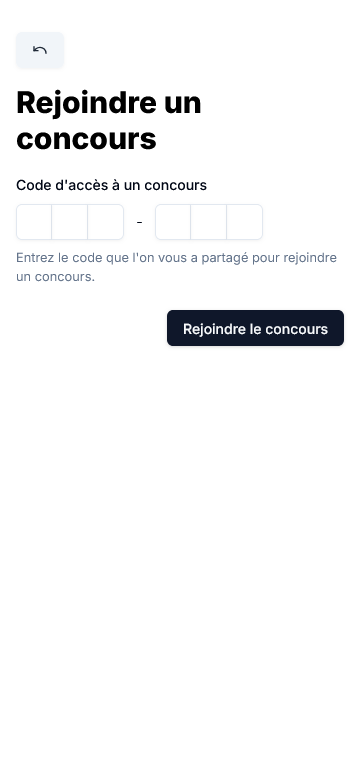 Rejoindre un
concours
Code d'accès à un concours
-
Entrez le code que l'on vous a partagé pour rejoindre
un concours.
Rejoindre le concours